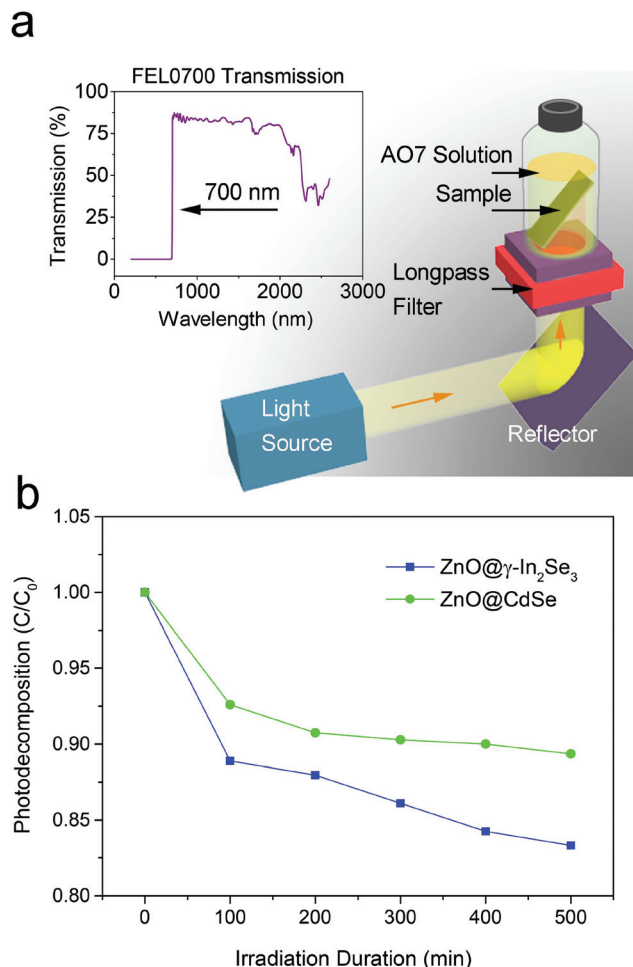 a
FEL0700 Transmission
100
75
50
25
0
700 nm
0
1000
2000
3000
Transmission (%)
Wavelength (nm)
AO7 Solution
Sample
Longpass
Filter
Light
Source
Reflector
b
1.05
1.00
0.95
0.90
0.85
0.80
Photodecomposition (C/C₀)
ZnO@γ-In₂Se₃
ZnO@CdSe
0
100
200
300
400
500
Irradiation Duration (min)